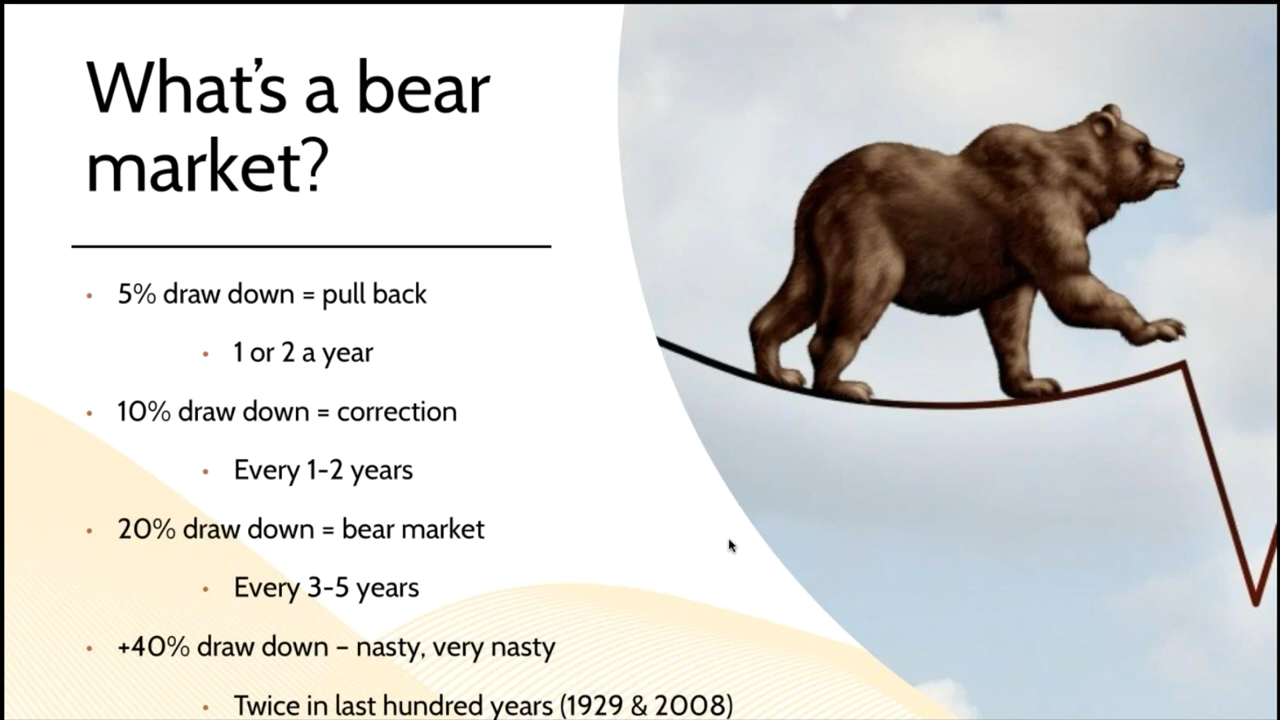 What's a bear
market?
• 5% draw down = pull back
• 1 or 2 a year
• 10% draw down = correction
• Every 1-2 years
• 20% draw down = bear market
• Every 3-5 years
• +40% draw down – nasty, very nasty
• Twice in last hundred years (1929 & 2008)